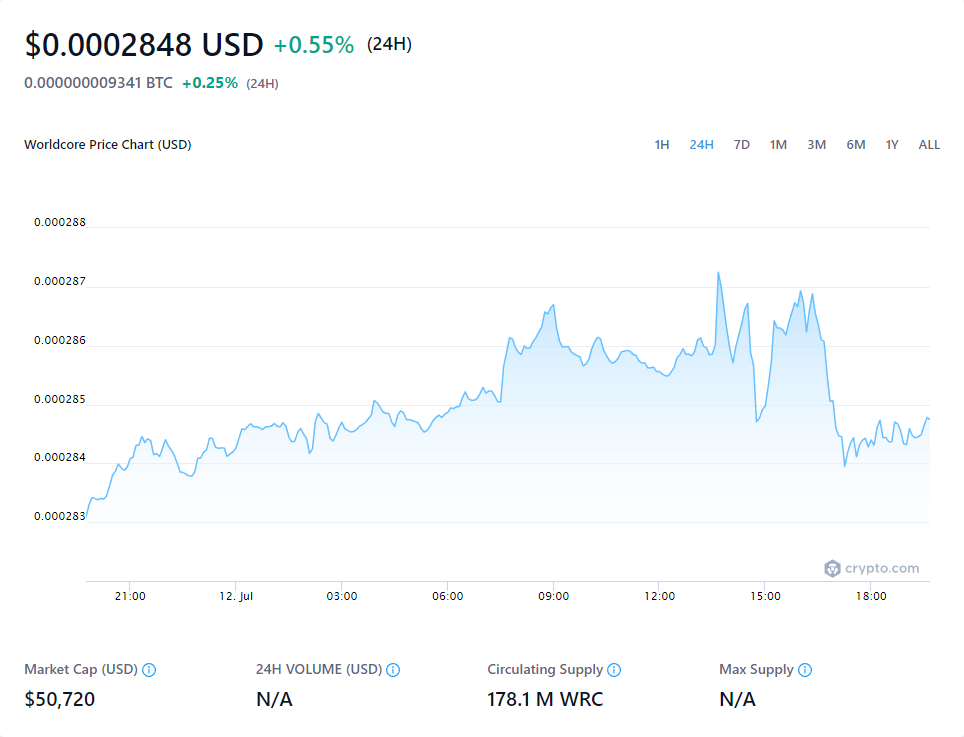 $0.0002848 USD +0.55% (24H)
0.000000009341 BTC +0.25% (24H)
Worldcore Price Chart (USD) 1H 24H 7D 1M 3M 6M 1Y ALL
0.000288
0.000287
0.000286
0.000285
0.000284
0.000283
crypto.com
21:00 12. Jul 03:00 06:00 09:00 12:00 15:00 18:00
Market Cap (USD) 24H VOLUME (USD) Circulating Supply Max Supply
$50,720 N/A 178.1 M WRC N/A